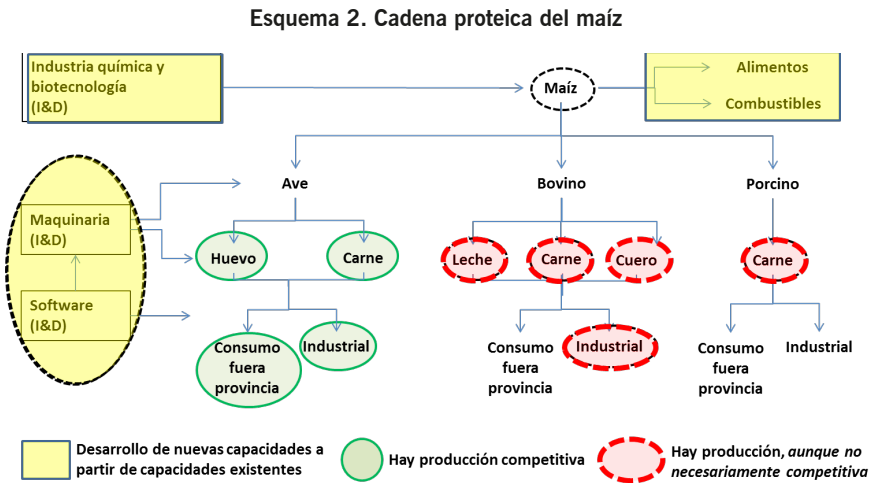 Esquema 2. Cadena proteica del maíz
Industria química y
biotecnología
(I&D)
Maíz
Alimentos
Combustibles
Ave
Bovino
Porcino
Maquinaria
(I&D)
Huevo
Carne
Leche
Carne
Cuero
Carne
Software
(I&D)
Consumo
fuera
provincia
Industrial
Consumo
fuera
provincia
Industrial
Consumo
fuera
provincia
Industrial
Desarrollo de nuevas capacidades a
partir de capacidades existentes
Hay producción competitiva
Hay producción, aunque no
necesariamente competitiva